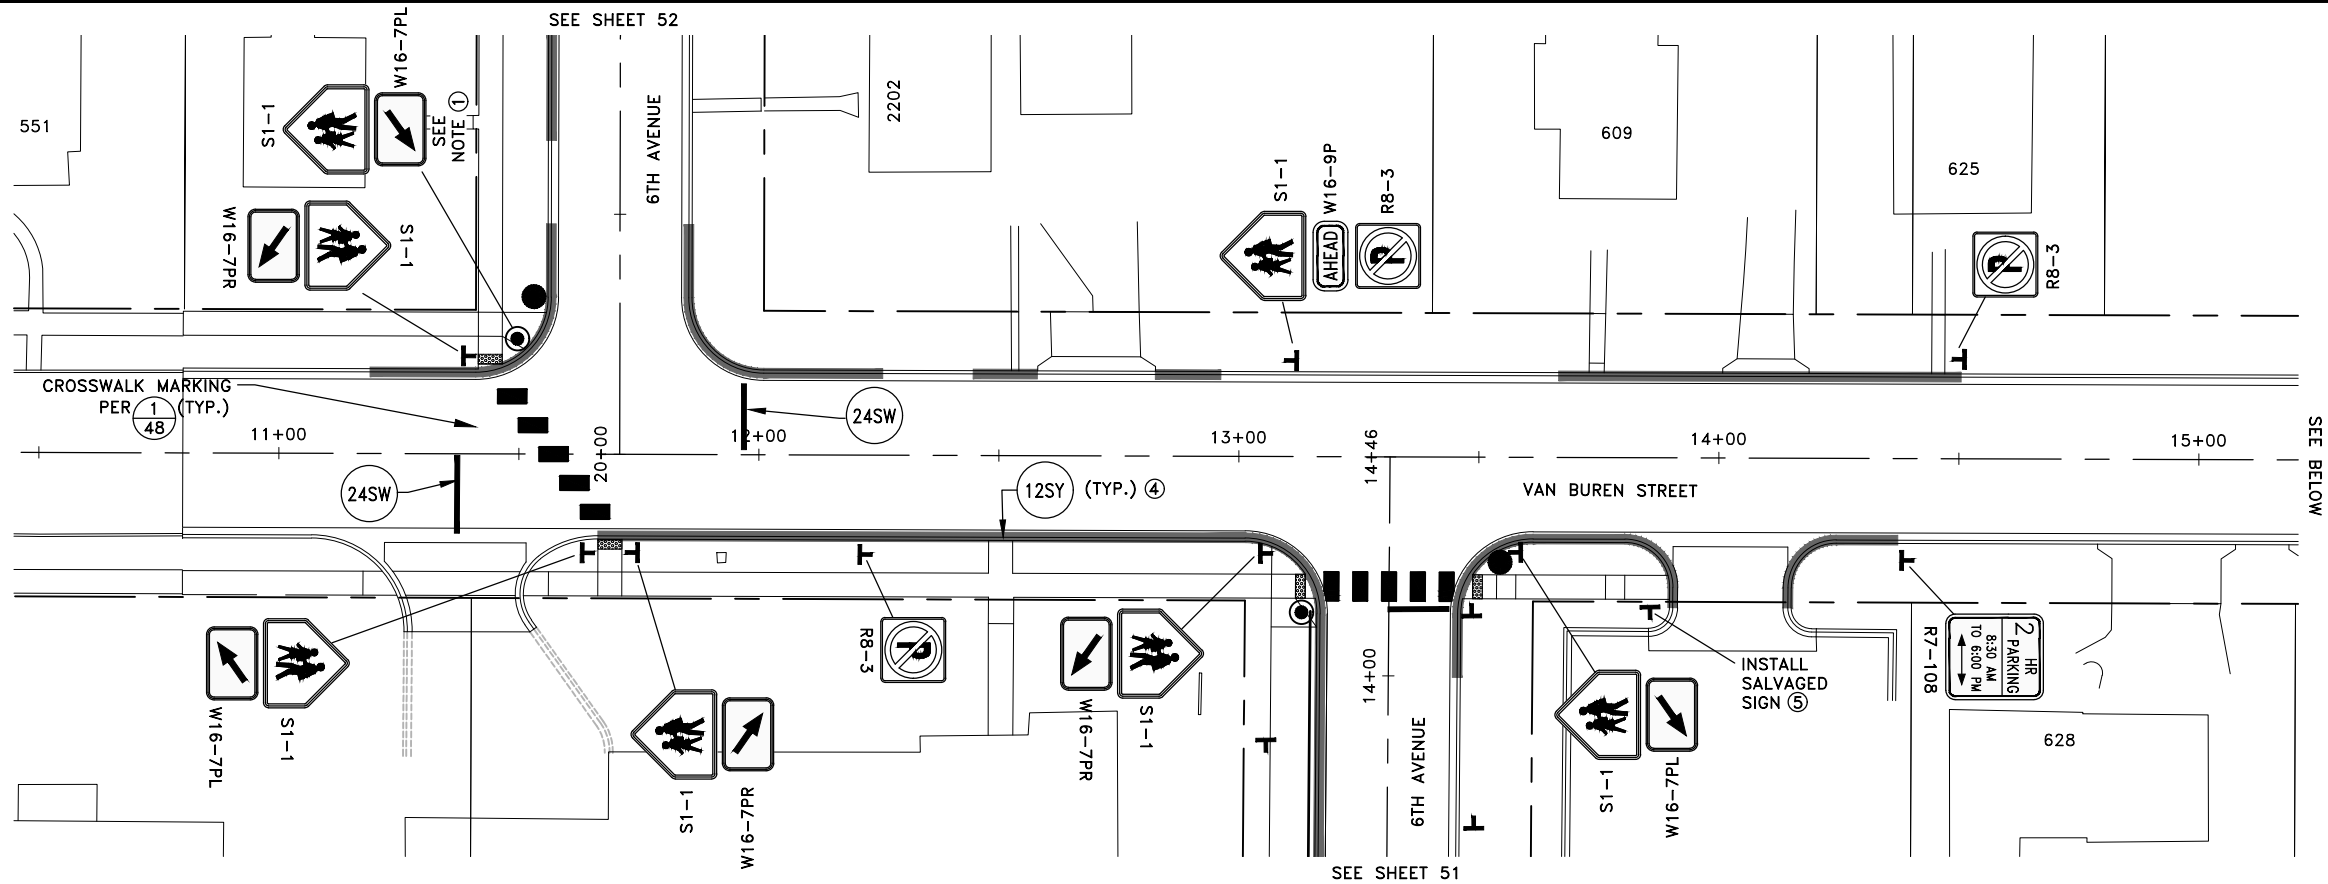 SEE SHEET 52
W16-7PL
S1-1
SEE
NOTE 1
551
6TH AVENUE
2202
609
625
S1-1
W16-9P
R8-3
AHEAD
P
W16-7PR
S1-1
P
R8-3
CROSSWALK MARKING
PER 1/48 (TYP.)
11+00
20+00
12+00
24SW
13+00
14+46
14+00
15+00
SEE BELOW
24SW
12SY (TYP.) 4
VAN BUREN STREET
W16-7PL
S1-1
S1-1
W16-7PR
R8-3
P
W16-7PR
S1-1
14+00
6TH AVENUE
INSTALL
SALVAGED
SIGN 5
S1-1
W16-7PL
R7-108
2 HR
PARKING
8:30 AM
TO 6:00 PM
628
SEE SHEET 51